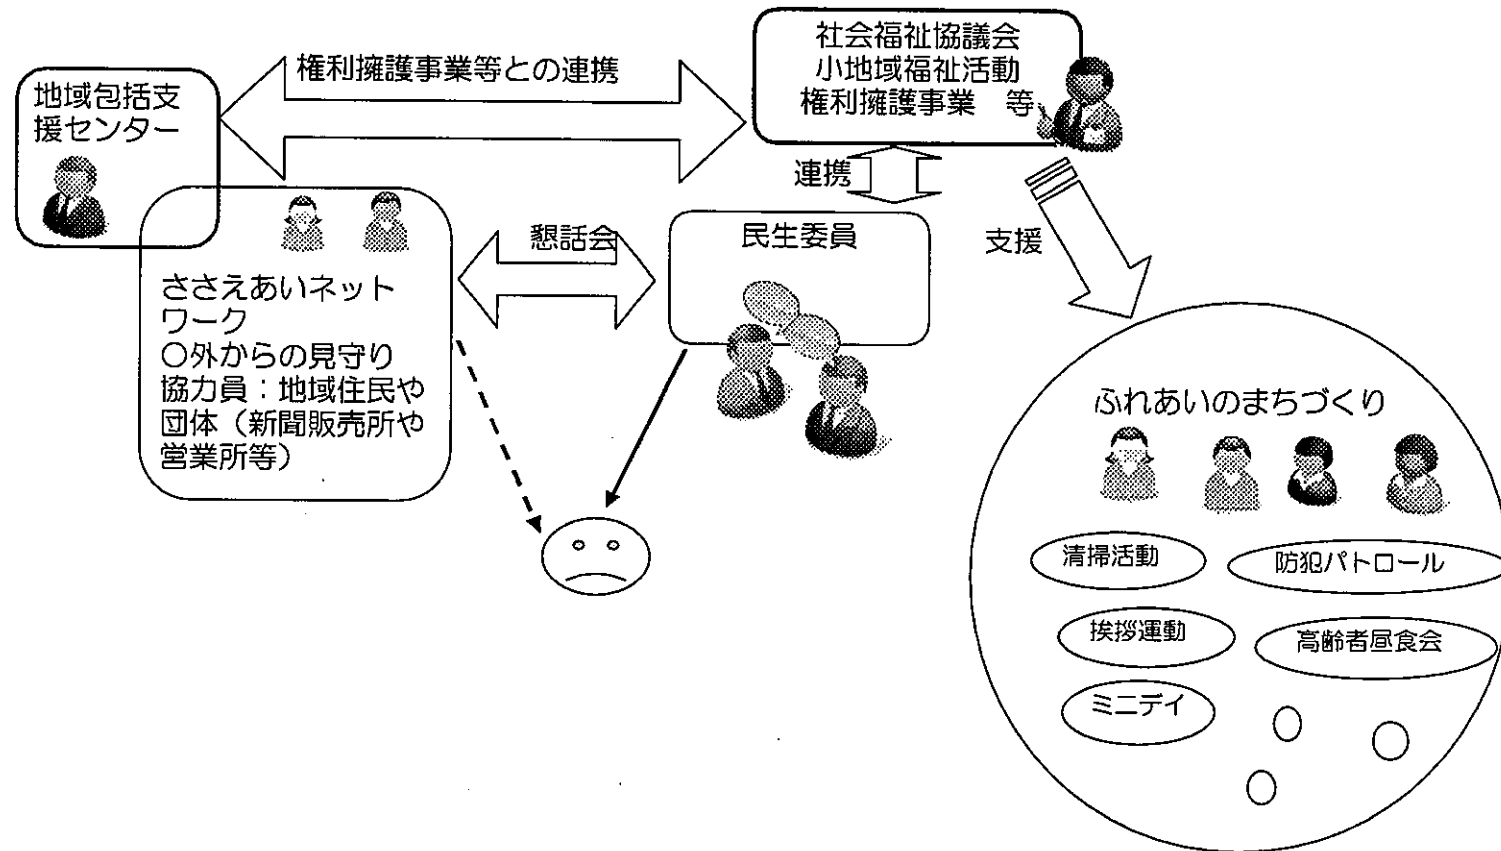 社会福祉協議会
小地域福祉活動
権利擁護事業　等
権利擁護事業等との連携
地域包括支
援センター
連携
懇話会
民生委員
支援
ささえあいネット
ワーク
〇外からの見守り
協力員：地域住民や
団体（新聞販売所や
営業所等）
ふれあいのまちづくり
清掃活動
防犯パトロール
挨拶運動
高齢者昼食会
ミニデイ